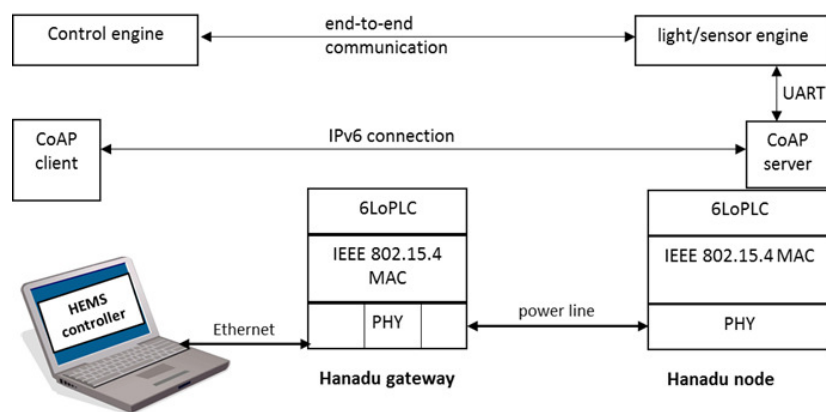 Control engine
end-to-end
communication
light/sensor engine
UART
CoAP
client
IPv6 connection
CoAP
server
6LoPLC
IEEE 802.15.4
MAC
PHY
6LoPLC
IEEE 802.15.4 MAC
PHY
HEMS
controller
Ethernet
power line
Hanadu gateway
Hanadu node